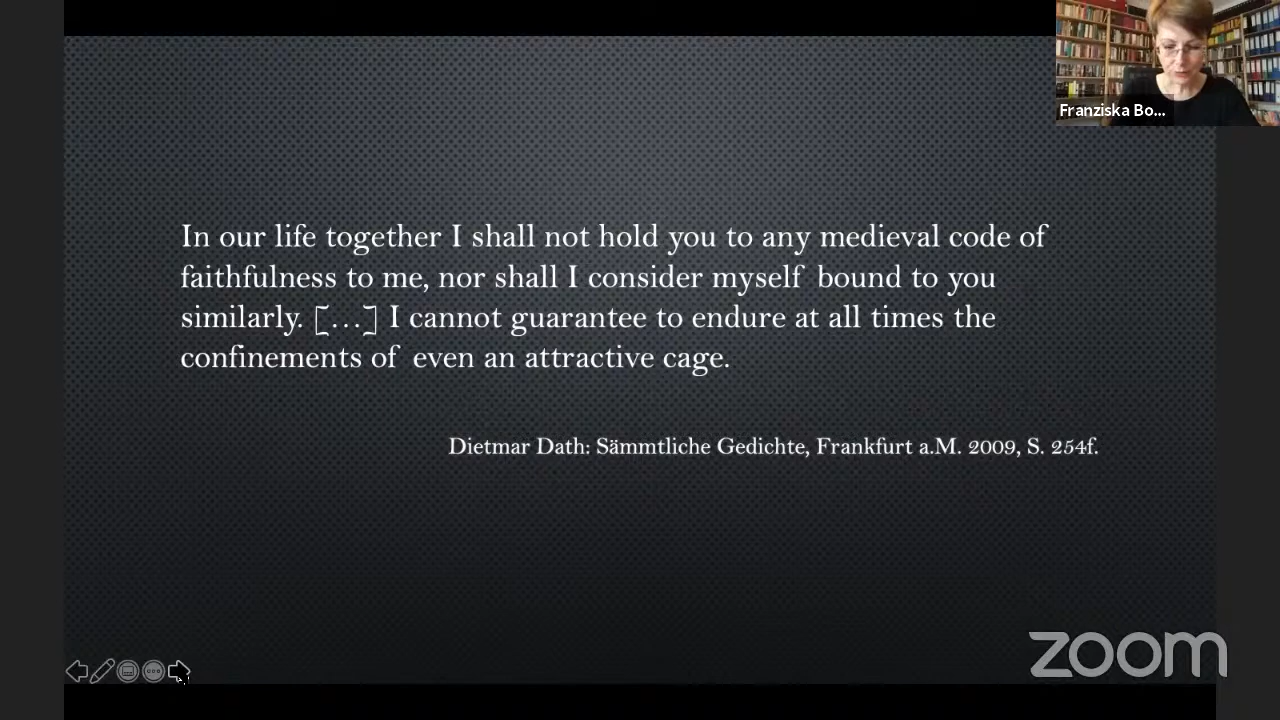 Franziska Bo...
In our life together I shall not hold you to any medieval code of
faithfulness to me, nor shall I consider myself bound to you
similarly. […] I cannot guarantee to endure at all times the
confinements of even an attractive cage.
Dietmar Dath: Sämmtliche Gedichte, Frankfurt a.M. 2009, S. 254f.
zoom